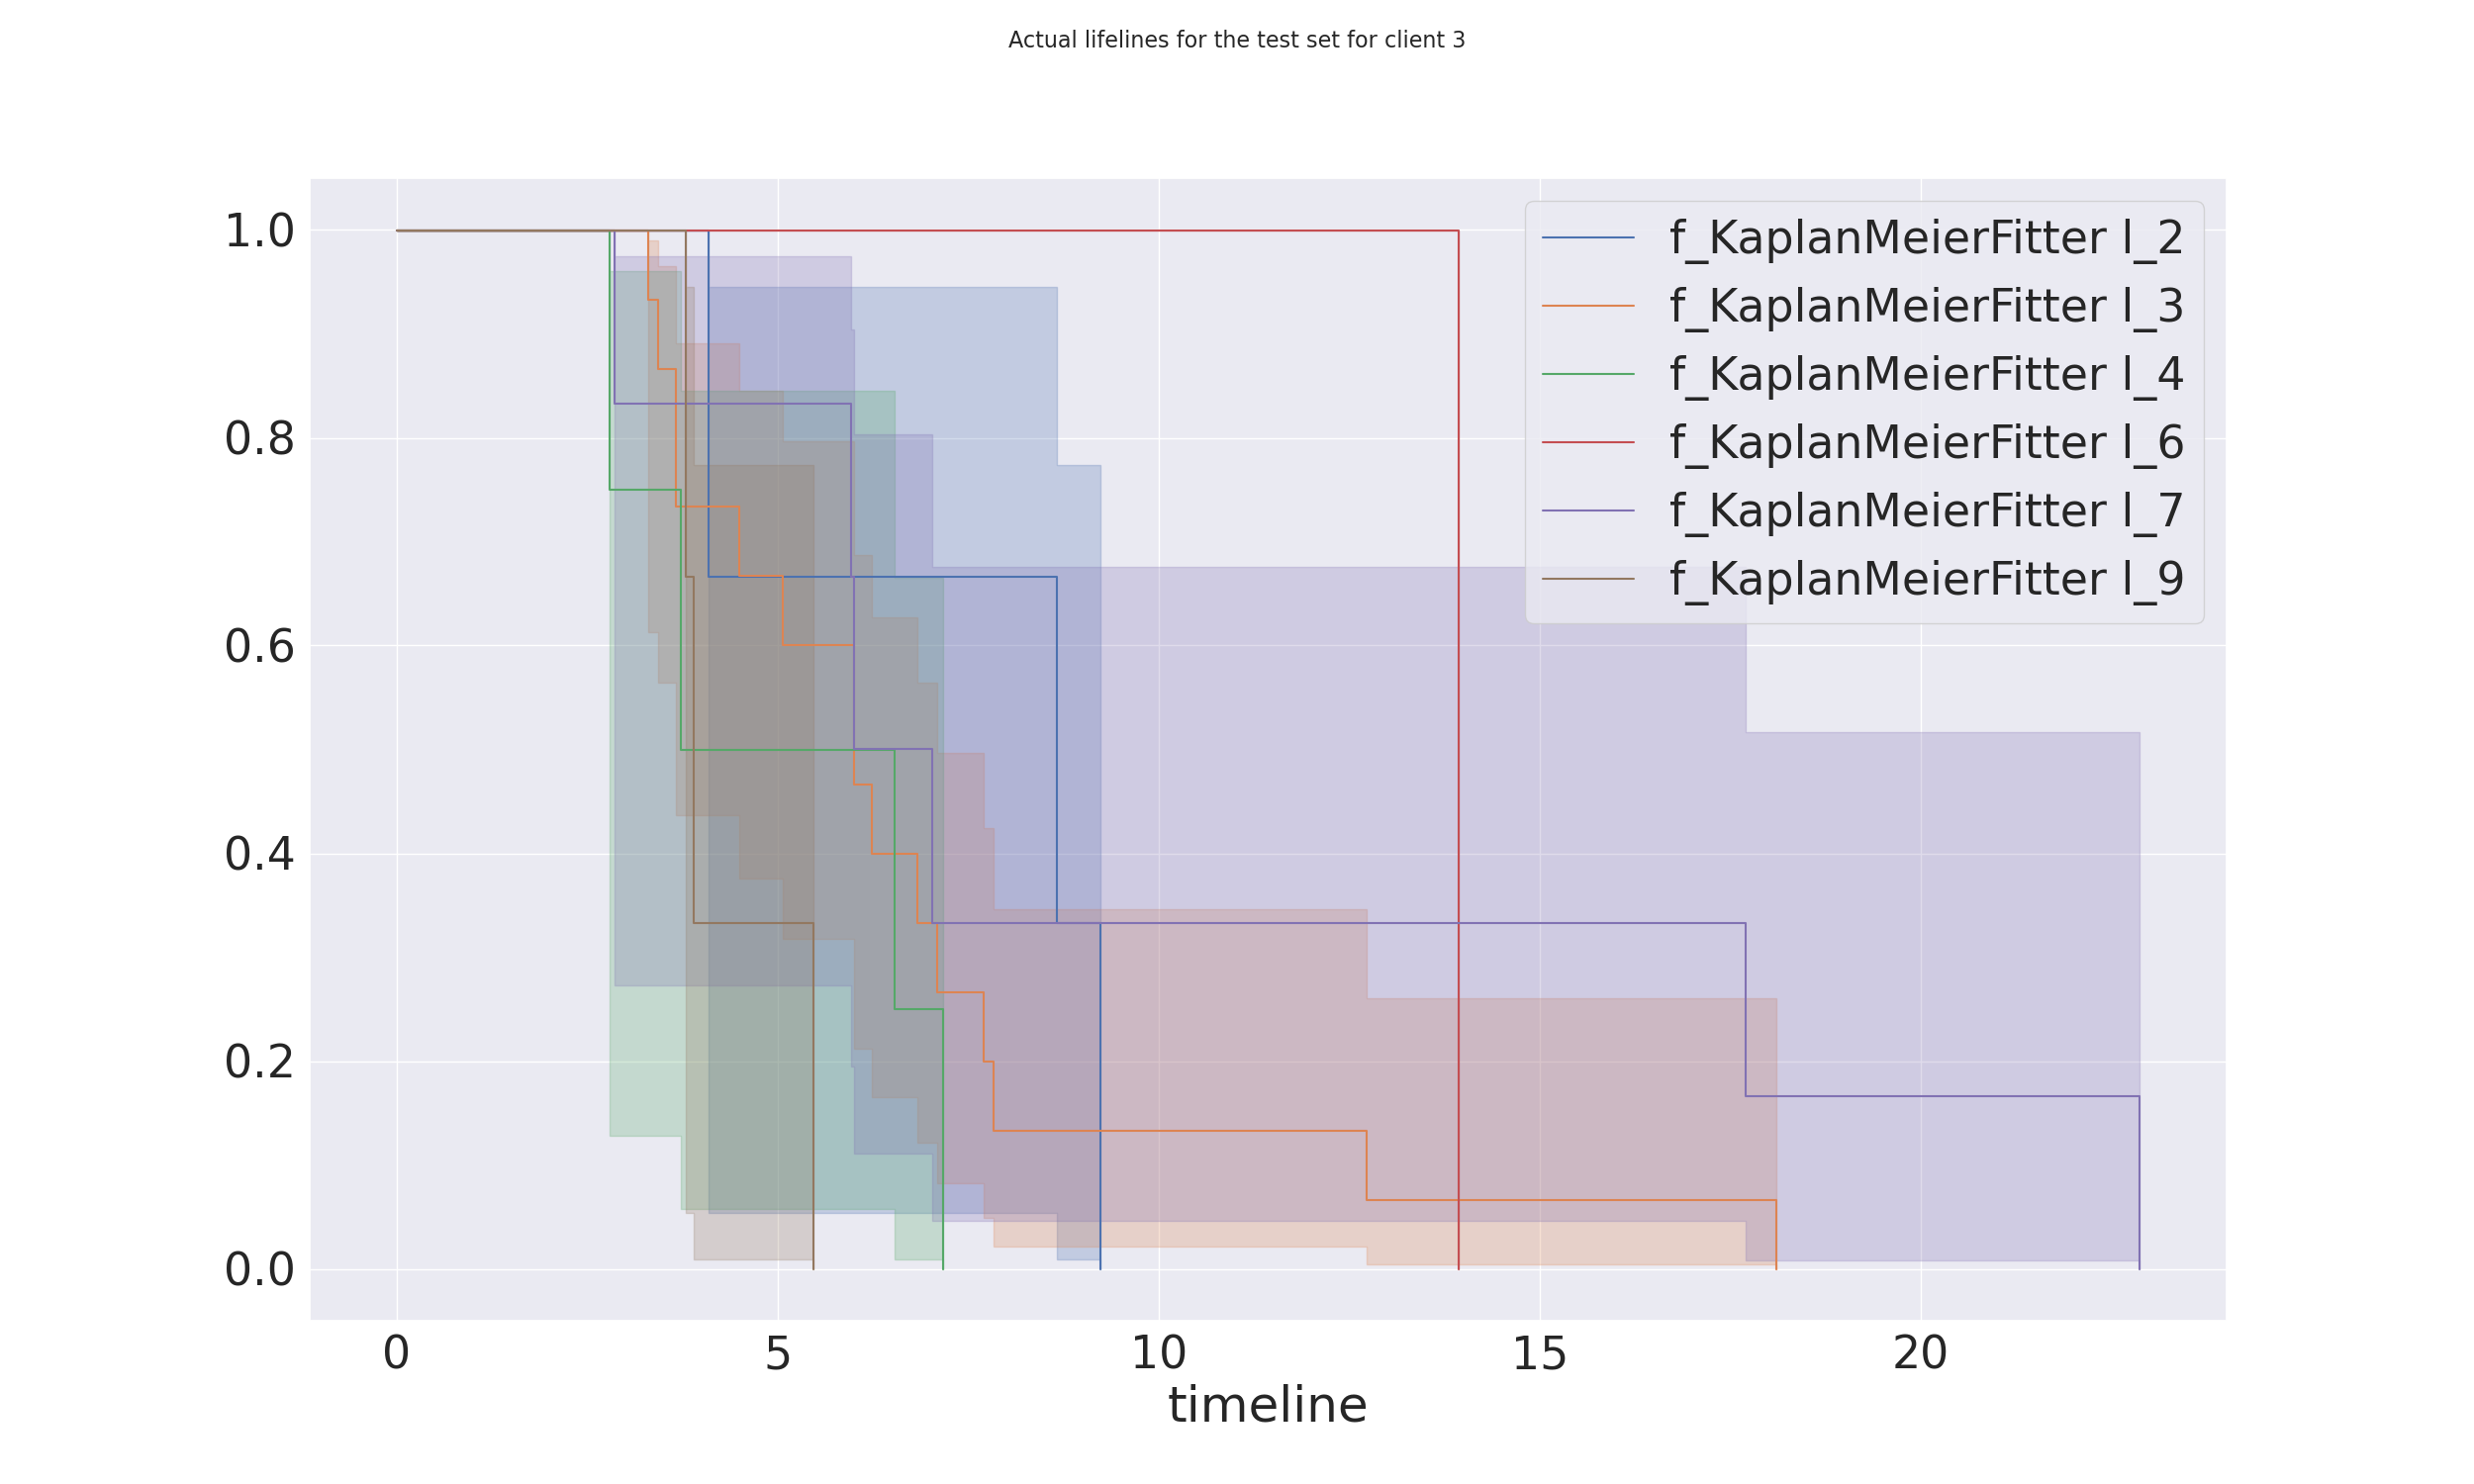 Actual lifelines for the test set for client 3
1.0
0.8
0.6
0.4
0.2
0.0
f_KaplanMeierFitter l_2
f_KaplanMeierFitter l_3
f_KaplanMeierFitter l_4
f_KaplanMeierFitter l_6
f_KaplanMeierFitter l_7
f_KaplanMeierFitter l_9
0 5 10 15 20
timeline